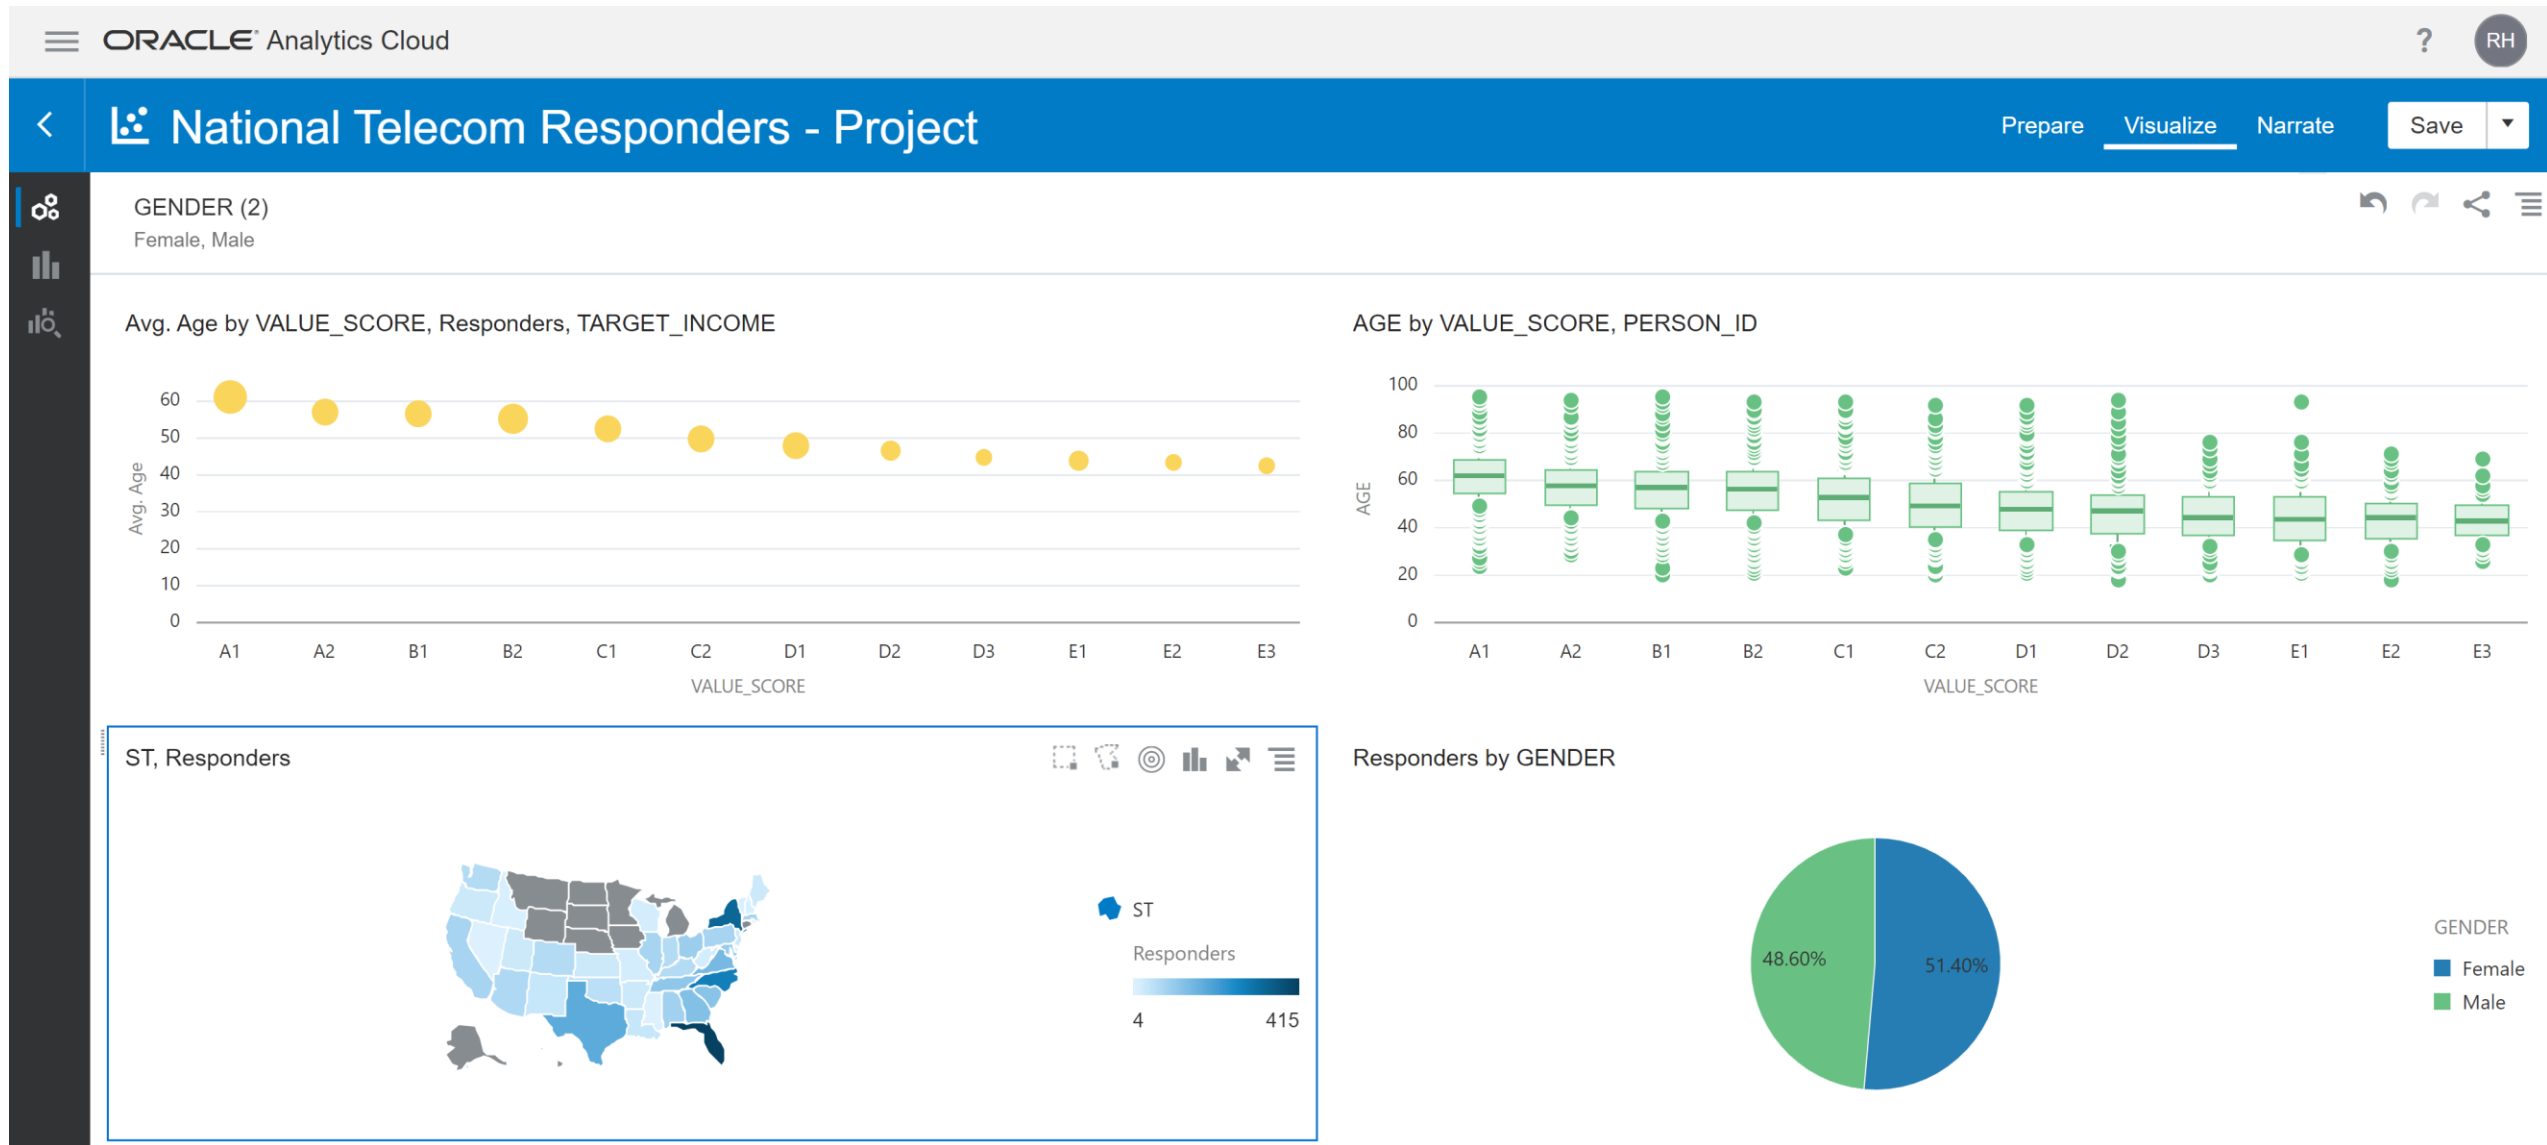 ORACLE Analytics Cloud
?
RH
National Telecom Responders - Project
Prepare
Visualize
Narrate
Save
GENDER (2)
Female, Male
Avg. Age by VALUE_SCORE, Responders, TARGET_INCOME
Avg. Age
60
50
40
30
20
10
0
A1 A2 B1 B2 C1 C2 D1 D2 D3 E1 E2 E3
VALUE_SCORE
AGE by VALUE_SCORE, PERSON_ID
AGE
100
80
60
40
20
0
A1 A2 B1 B2 C1 C2 D1 D2 D3 E1 E2 E3
VALUE_SCORE
ST, Responders
ST
Responders
4 415
Responders by GENDER
48.60%
51.40%
GENDER
Female
Male